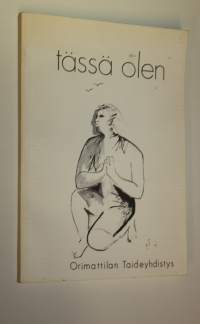 tässä olen
Orimattilan Taideyhdistys